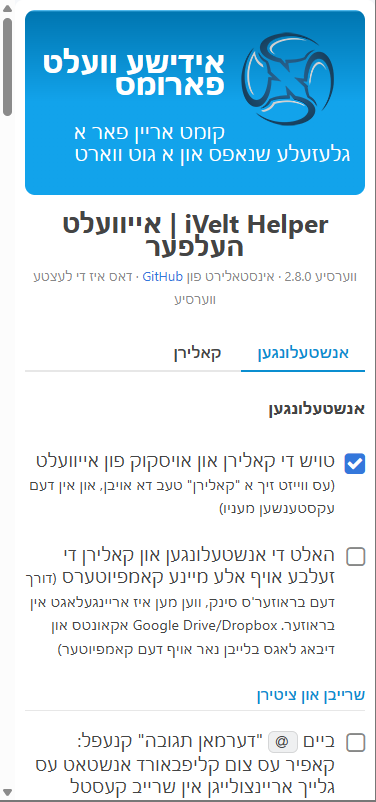 אידישע וועלט
פארומס
קומט אריין פאר א
גלעזעלע שנאפס און א גוט ווארט
iVelt Helper | אייוועלט
העלפער
ווערסיע 2.8.0 · אינסטאלירט פון GitHub · דאס איז די לעצטע
ווערסיע
אנשטעלונגען
קאלירן
אנשטעלונגען
טויש די קאלירן און אויסקוק פון אייוועלט
(עס ווייזט זיך א "קאלירן" טעב דא אויבן, און אין דעם
עקסטענשען מעניו)
האלט די אנשטעלונגען און קאלירן די
זעלבע אויף אלע מיינע קאמפיוטערס (דורך
דעם בראוזער'ס סינק, ווען מען איז אריינגעלאגט אין
בראוזער. Google Drive/Dropbox אקאונטס און
דיבאג לאגס בלייבן נאר אויף דעם קאמפיוטער)
שרייבן און ציטירן
ביים @ "דערמאן תגובה" קנעפל:
קאפיר עס צום קליפבאורד אנשטאט עס
גלייך אריינצולייגן אין שרייב קעסטל